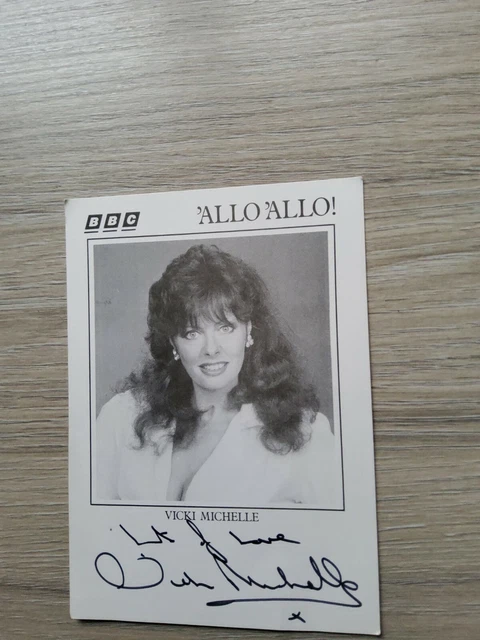 BBC 'ALLO 'ALLO!
VICKI MICHELLE
Lots of Love
Vicki Michelle
x